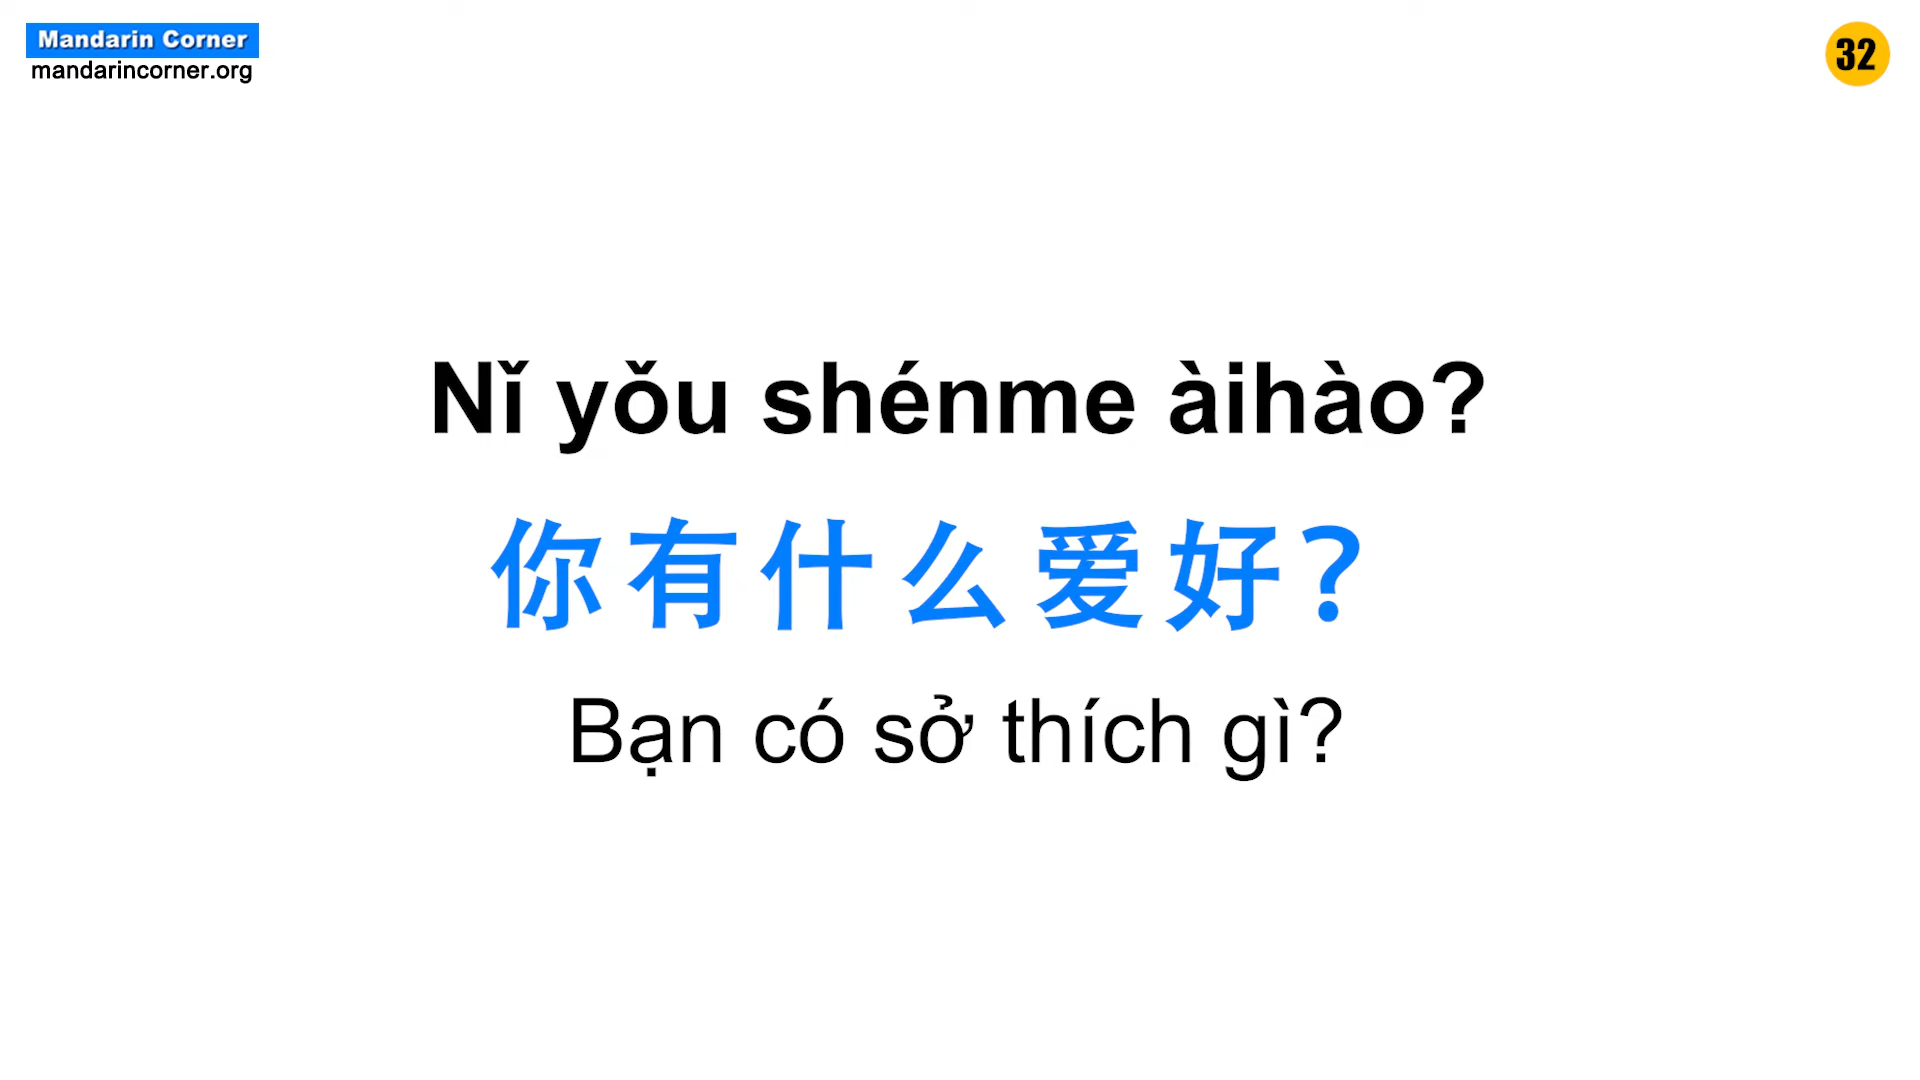 Mandarin Corner
mandarincorner.org
32
Nǐ yǒu shénme àihào?
你有什么爱好?
Bạn có sở thích gì?